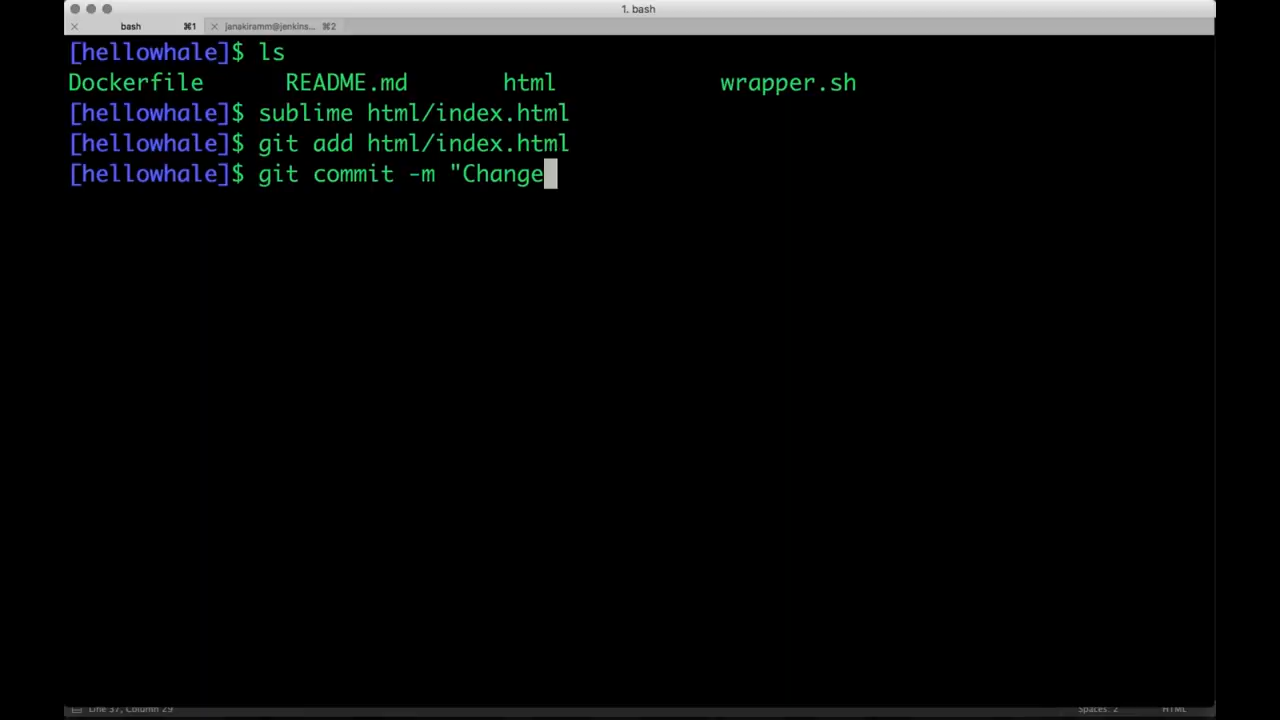 1. bash
bash ⌘1 janakiramm@jenkins... ⌘2
[hellowhale]$ ls
Dockerfile README.md html wrapper.sh
[hellowhale]$ sublime html/index.html
[hellowhale]$ git add html/index.html
[hellowhale]$ git commit -m "Change
Line 37, Column 29 Spaces: 2 HTML